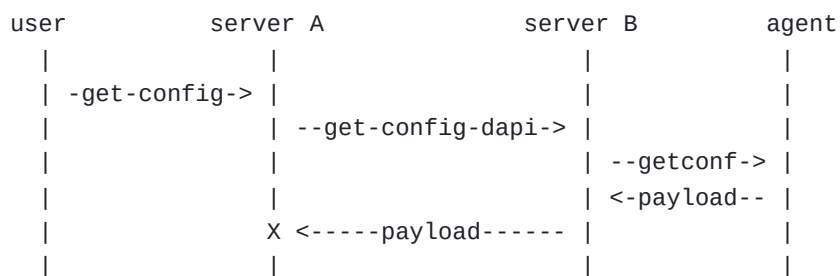 user             server A                   server B            agent
  |                  |                         |                |
  | -get-config->    |                         |                |
  |                  | --get-config-dapi->     |                |
  |                  |                         | --getconf->    |
  |                  |                         | <-payload--    |
  |                  X <-----payload------     |                |
  |                  |                         |                |